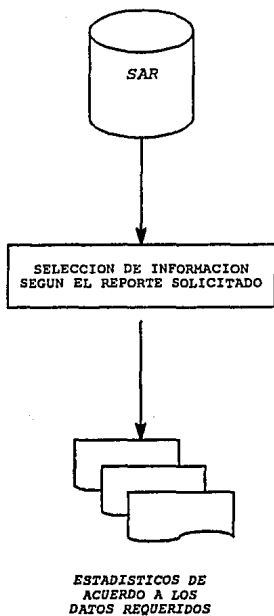 SAR
SELECCION DE INFORMACION
SEGUN EL REPORTE SOLICITADO
ESTADISTICOS DE
ACUERDO A LOS
DATOS REQUERIDOS